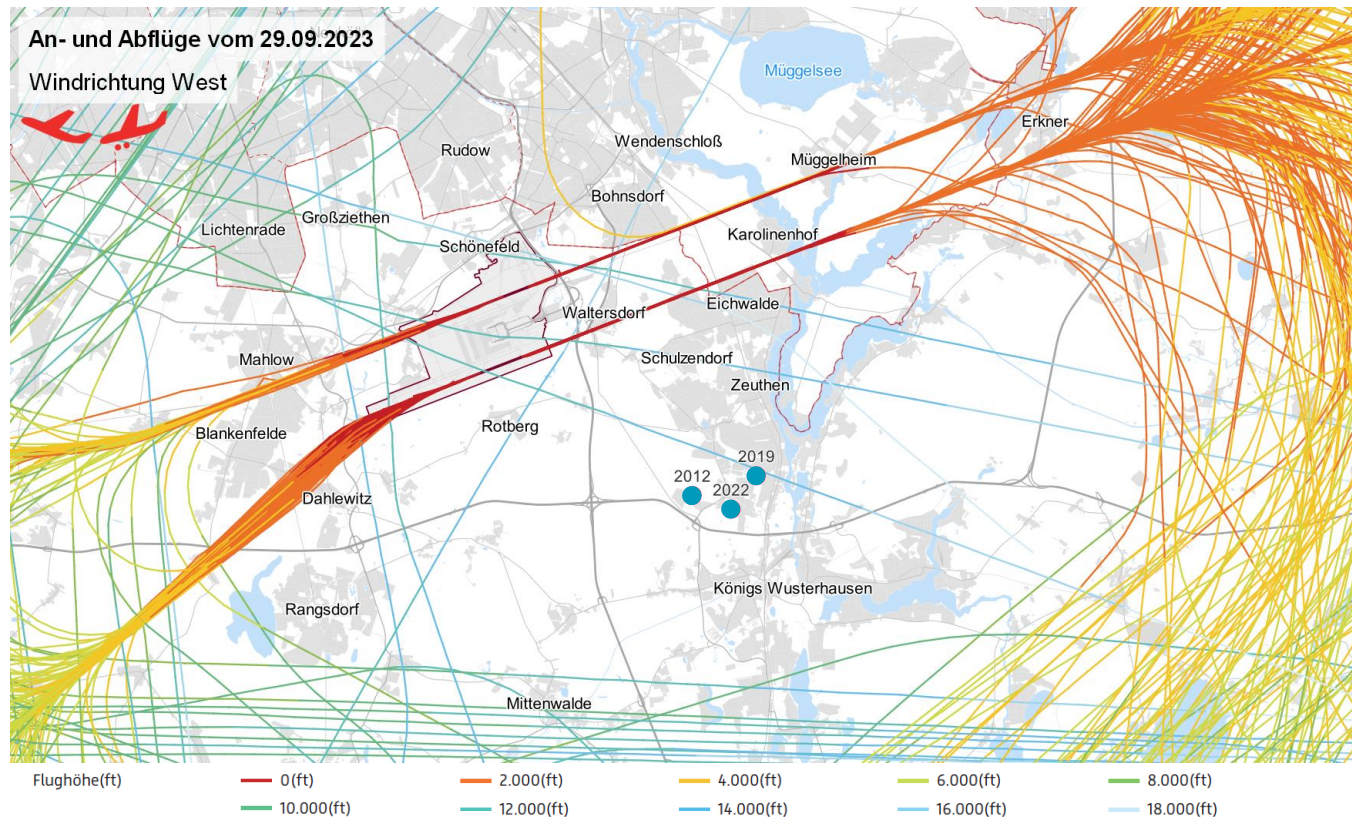 An- und Abflüge vom 29.09.2023
Windrichtung West
Müggelsee
Erkner
Wendenschloß
Rudow
Müggelheim
Bohnsdorf
Großziethen
Lichtenrade
Karolinenhof
Schönefeld
Eichwalde
Waltersdorf
Mahlow
Schulzendorf
Zeuthen
Blankenfelde
Rotberg
2019
2012
2022
Dahlewitz
Königs Wusterhausen
Rangsdorf
Mittenwalde
Flughöhe(ft) 0(ft) 2.000(ft) 4.000(ft) 6.000(ft) 8.000(ft)
10.000(ft) 12.000(ft) 14.000(ft) 16.000(ft) 18.000(ft)